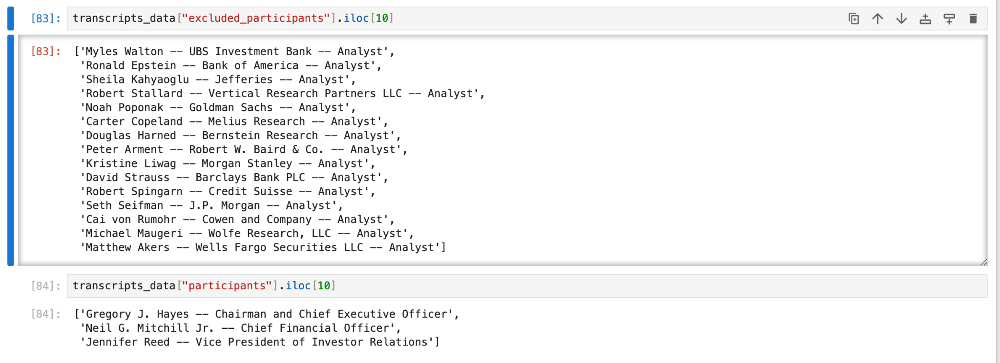 [83]: transcripts_data["excluded_participants"].iloc[10]
[83]: ['Myles Walton -- UBS Investment Bank -- Analyst',
'Ronald Epstein -- Bank of America -- Analyst',
'Sheila Kahyaoglu -- Jefferies -- Analyst',
'Robert Stallard -- Vertical Research Partners LLC -- Analyst',
'Noah Poponak -- Goldman Sachs -- Analyst',
'Carter Copeland -- Melius Research -- Analyst',
'Douglas Harned -- Bernstein Research -- Analyst',
'Peter Arment -- Robert W. Baird & Co. -- Analyst',
'Kristine Liwag -- Morgan Stanley -- Analyst',
'David Strauss -- Barclays Bank PLC -- Analyst',
'Robert Spingarn -- Credit Suisse -- Analyst',
'Seth Seifman -- J.P. Morgan -- Analyst',
'Cai von Rumohr -- Cowen and Company -- Analyst',
'Michael Maugeri -- Wolfe Research, LLC -- Analyst',
'Matthew Akers -- Wells Fargo Securities LLC -- Analyst']
[84]: transcripts_data["participants"].iloc[10]
[84]: ['Gregory J. Hayes -- Chairman and Chief Executive Officer',
'Neil G. Mitchill Jr. -- Chief Financial Officer',
'Jennifer Reed -- Vice President of Investor Relations']